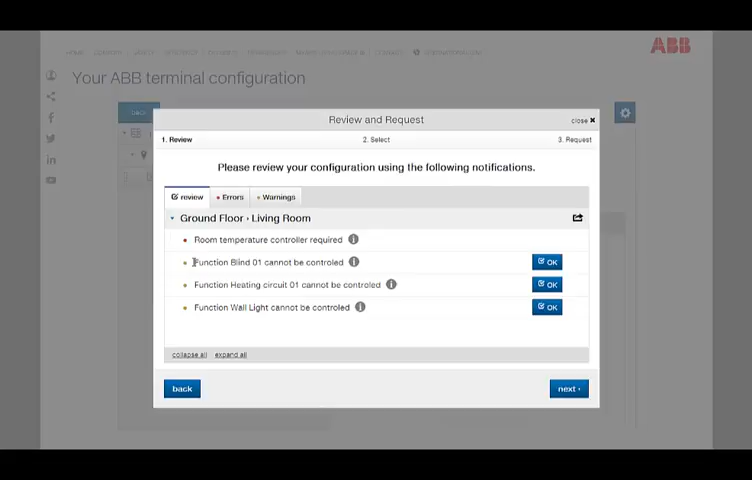 ABB
Your ABB terminal configuration
back
Review and Request
close ✖
1. Review
2. Select
3. Request
Please review your configuration using the following notifications.
review
Errors
Warnings
Ground Floor › Living Room
Room temperature controller required
Function Blind 01 cannot be controled
OK
Function Heating circuit 01 cannot be controled
OK
Function Wall Light cannot be controled
OK
collapse all expand all
back
next ›